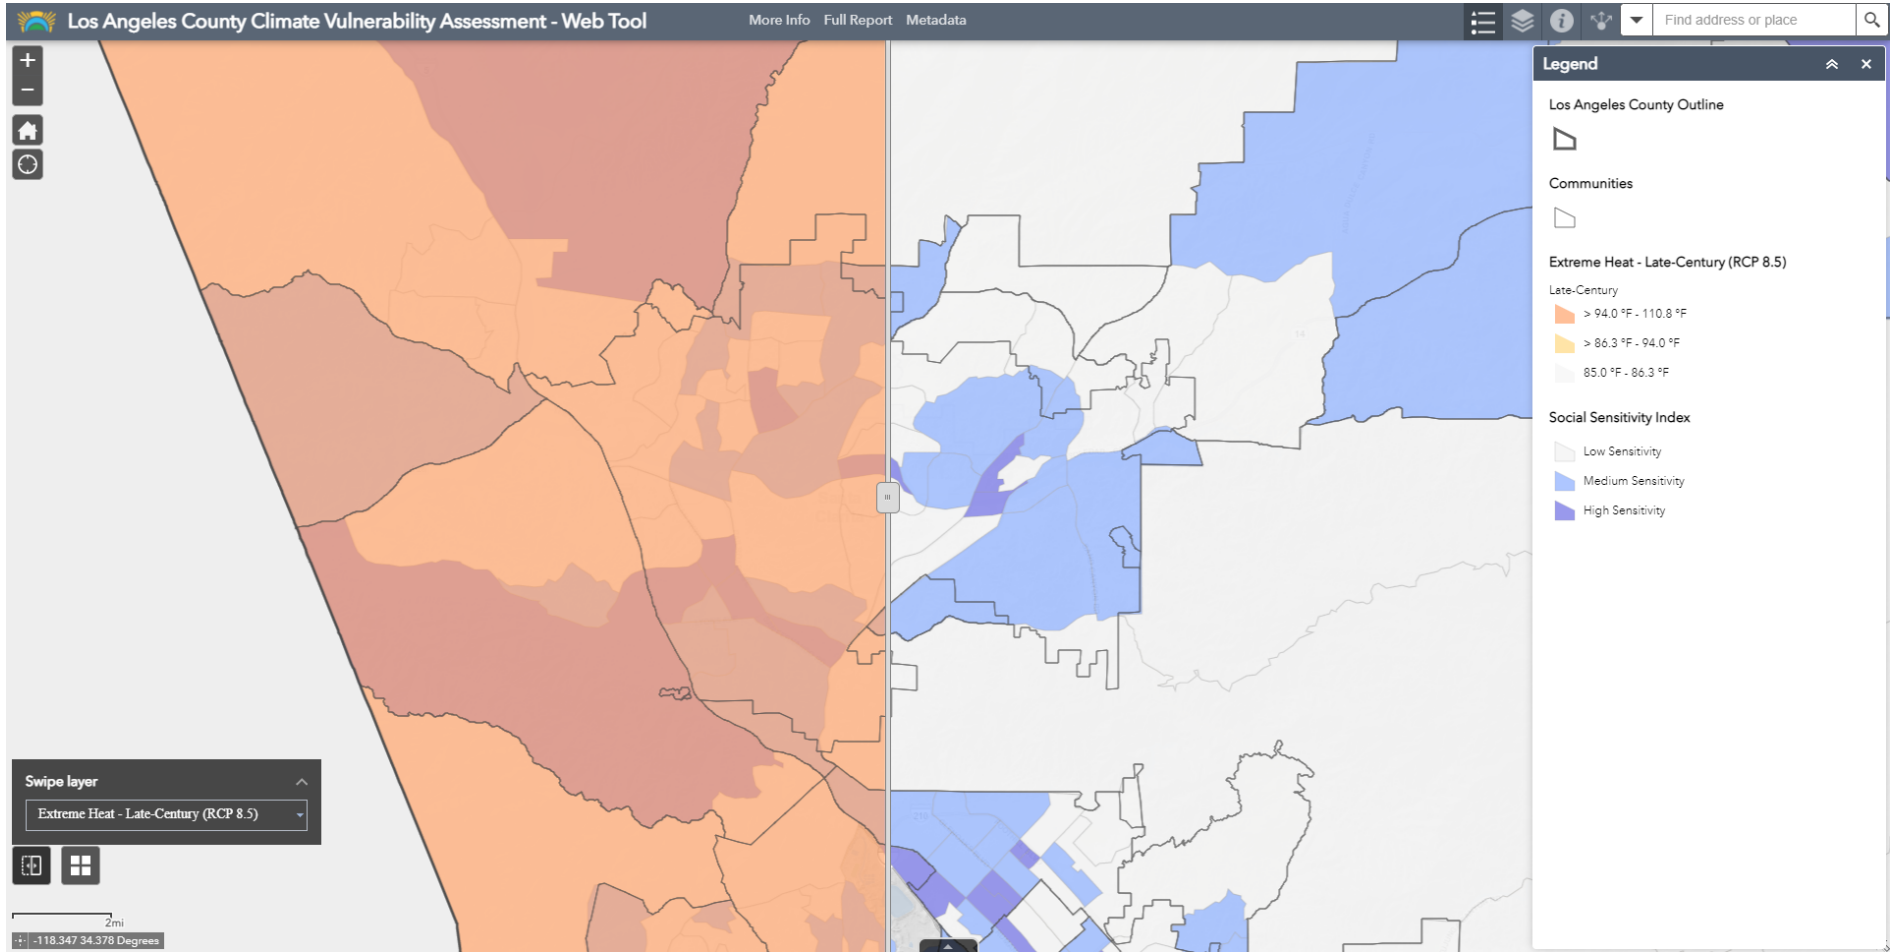 Los Angeles County Climate Vulnerability Assessment - Web Tool
More Info Full Report Metadata
Find address or place
Legend
Los Angeles County Outline
Communities
Extreme Heat - Late-Century (RCP 8.5)
Late-Century
> 94.0 °F - 110.8 °F
> 86.3 °F - 94.0 °F
85.0 °F - 86.3 °F
Social Sensitivity Index
Low Sensitivity
Medium Sensitivity
High Sensitivity
Swipe layer
Extreme Heat - Late-Century (RCP 8.5)
2mi
-118.347 34.378 Degrees